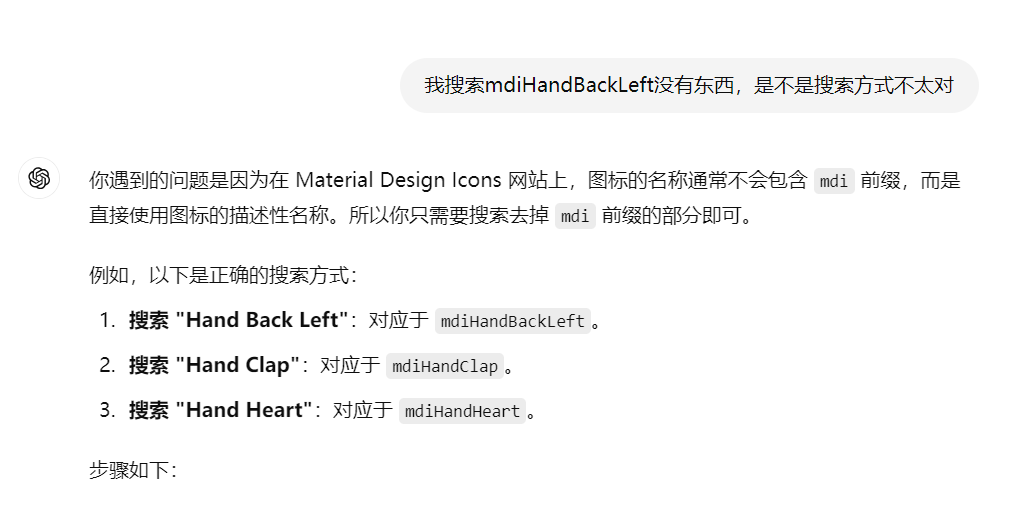 我搜索mdiHandBackLeft没有东西，是不是搜索方式不太对
你遇到的问题是因为在 Material Design Icons 网站上，图标的名称通常不会包含 mdi 前缀，而是
直接使用图标的描述性名称。所以你只需要搜索去掉 mdi 前缀的部分即可。
例如，以下是正确的搜索方式：
1. 搜索 "Hand Back Left"：对应于 mdiHandBackLeft。
2. 搜索 "Hand Clap"：对应于 mdiHandClap。
3. 搜索 "Hand Heart"：对应于 mdiHandHeart。
步骤如下：